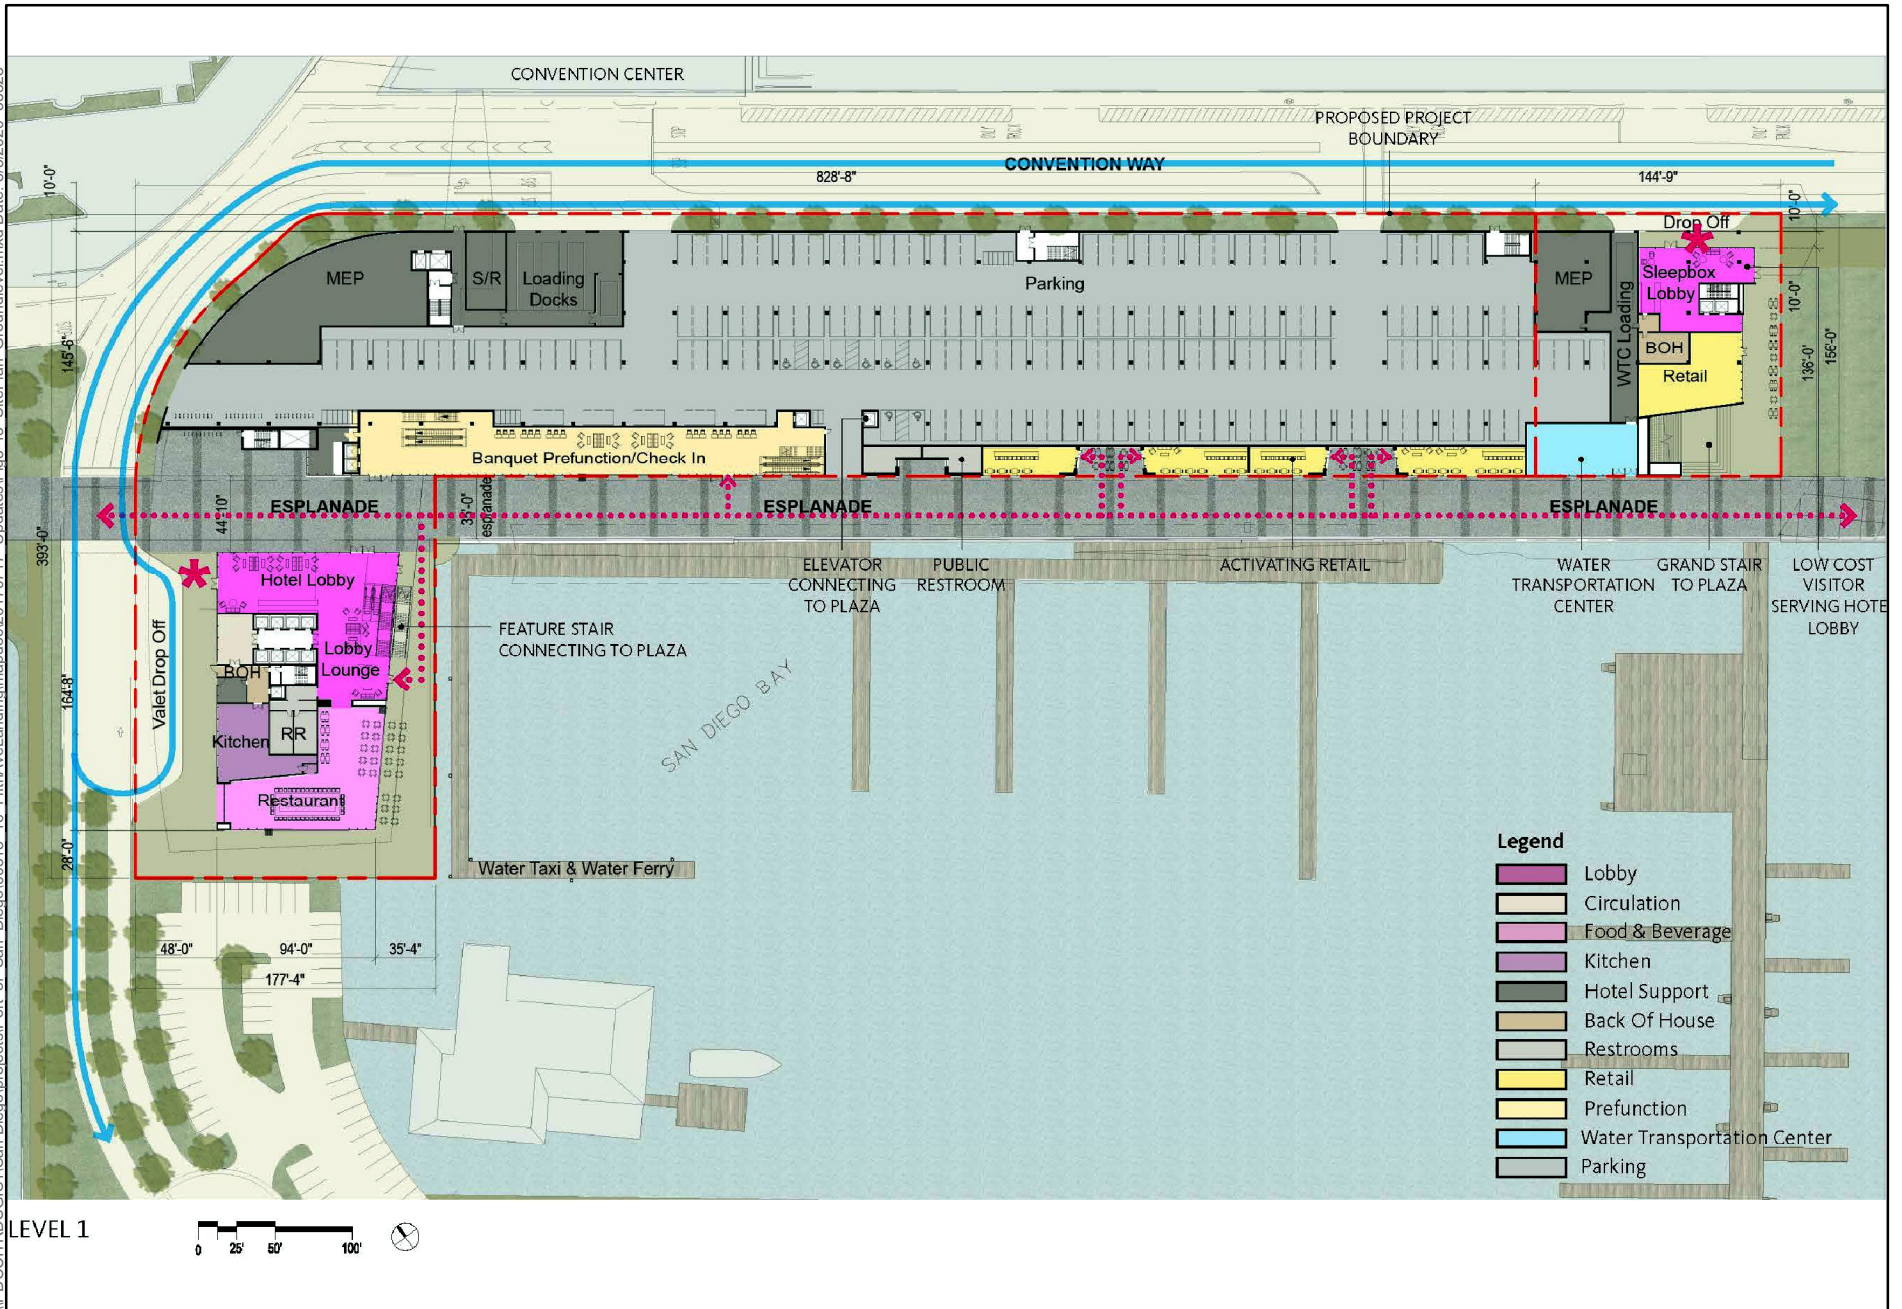 CONVENTION CENTER
PROPOSED PROJECT
BOUNDARY
CONVENTION WAY
828'-8"
144'-9"
10'-0"
10'-0"
Drop Off
MEP
S/R
Loading
Docks
Parking
MEP
WTC Loading
Sleepbox
Lobby
BOH
Retail
10'-0"
136'-0"
156'-0"
145'-6"
Banquet Prefunction/Check In
ESPLANADE
44'-10"
esplanade
ESPLANADE
ESPLANADE
393'-0"
ELEVATOR
CONNECTING
TO PLAZA
PUBLIC
RESTROOM
ACTIVATING RETAIL
WATER
TRANSPORTATION
CENTER
GRAND STAIR
TO PLAZA
LOW COST
VISITOR
SERVING HOTE
LOBBY
Hotel Lobby
Lobby
Lounge
FEATURE STAIR
CONNECTING TO PLAZA
BOH
Valet Drop Off
164'-8"
Kitchen
RR
Restaurant
SAN DIEGO BAY
28'-0"
Water Taxi & Water Ferry
48'-0"
94'-0"
35'-4"
177'-4"
Legend
Lobby
Circulation
Food & Beverage
Kitchen
Hotel Support
Back Of House
Restrooms
Retail
Prefunction
Water Transportation Center
Parking
LEVEL 1
0 25' 50' 100'